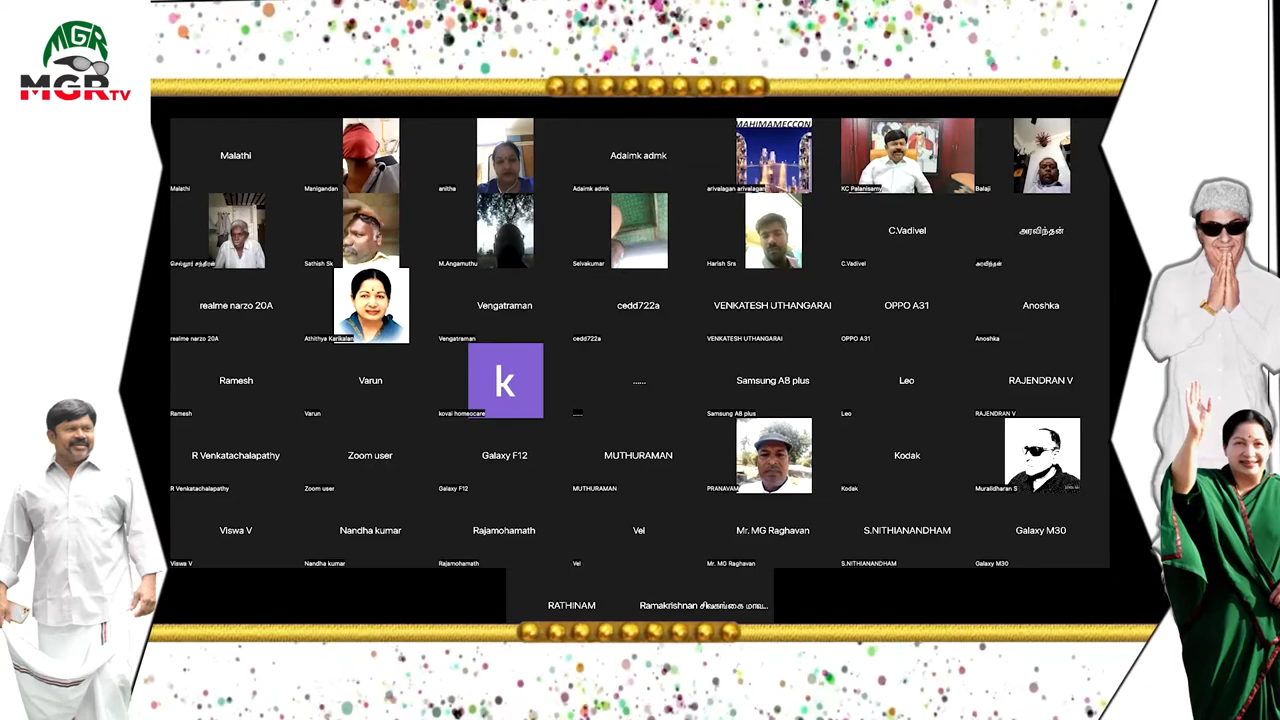 MGR
MGR TV
Malathi
Adaimk admk
MAHIMAMECCON
Malathi
Manigandan
anitha
Adaimk admk
arivalagan arivalagan
KC Palanisamy
Balaji
C.Vadivel
அரவிந்தன்
Sathish Sk
M.Angamuthu
Selvakumar
Harish Srs
C.Vadivel
அரவிந்தன்
realme narzo 20A
Vengatraman
cedd722a
VENKATESH UTHANGARAI
OPPO A31
Anoshka
realme narzo 20A
Athithya Karikalan
Vengatraman
cedd722a
VENKATESH UTHANGARAI
OPPO A31
Anoshka
Ramesh
Varun
k
......
Samsung A8 plus
Leo
RAJENDRAN V
Ramesh
Varun
kovai homeocare
......
Samsung A8 plus
Leo
RAJENDRAN V
R Venkatachalapathy
Zoom user
Galaxy F12
MUTHURAMAN
Kodak
R Venkatachalapathy
Zoom user
Galaxy F12
MUTHURAMAN
PRANAVAM
Kodak
Muralidharan S
Viswa V
Nandha kumar
Rajamohamath
Vel
Mr. MG Raghavan
S.NITHIANANDHAM
Galaxy M30
Viswa V
Nandha kumar
Rajamohamath
Vel
Mr. MG Raghavan
S.NITHIANANDHAM
Galaxy M30
RATHINAM
Ramakrishnan சிவகங்கை மாவ...